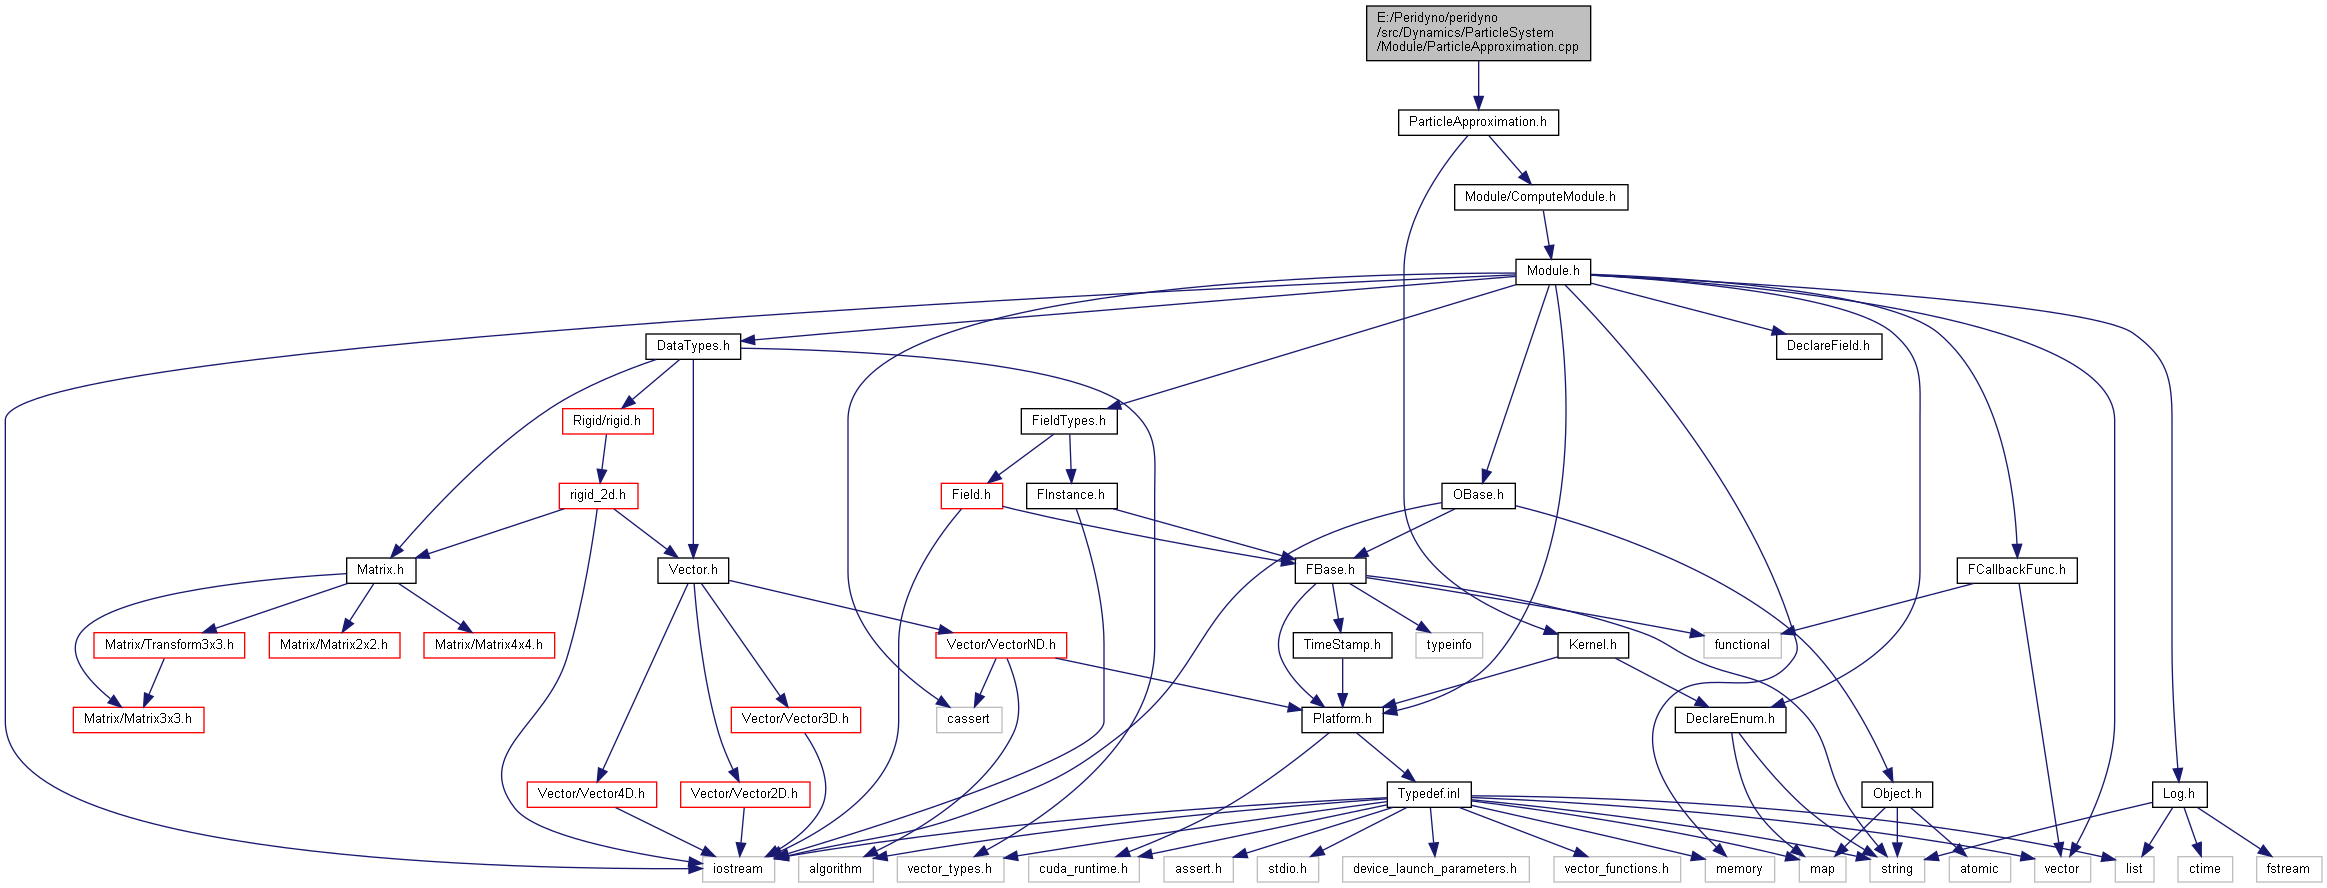 E:/Peridyno/peridyno
/src/Dynamics/ParticleSystem
/Module/ParticleApproximation.cpp
ParticleApproximation.h
Module/ComputeModule.h
Module.h
DataTypes.h
DeclareField.h
Rigid/rigid.h
FieldTypes.h
rigid_2d.h
Field.h
FInstance.h
OBase.h
Matrix.h
Vector.h
FBase.h
FCallbackFunc.h
Matrix/Transform3x3.h
Matrix/Matrix2x2.h
Matrix/Matrix4x4.h
Vector/VectorND.h
TimeStamp.h
typeinfo
Kernel.h
functional
Matrix/Matrix3x3.h
Vector/Vector3D.h
cassert
Platform.h
DeclareEnum.h
Vector/Vector4D.h
Vector/Vector2D.h
Typedef.inl
Object.h
Log.h
iostream
algorithm
vector_types.h
cuda_runtime.h
assert.h
stdio.h
device_launch_parameters.h
vector_functions.h
memory
map
string
atomic
vector
list
ctime
fstream